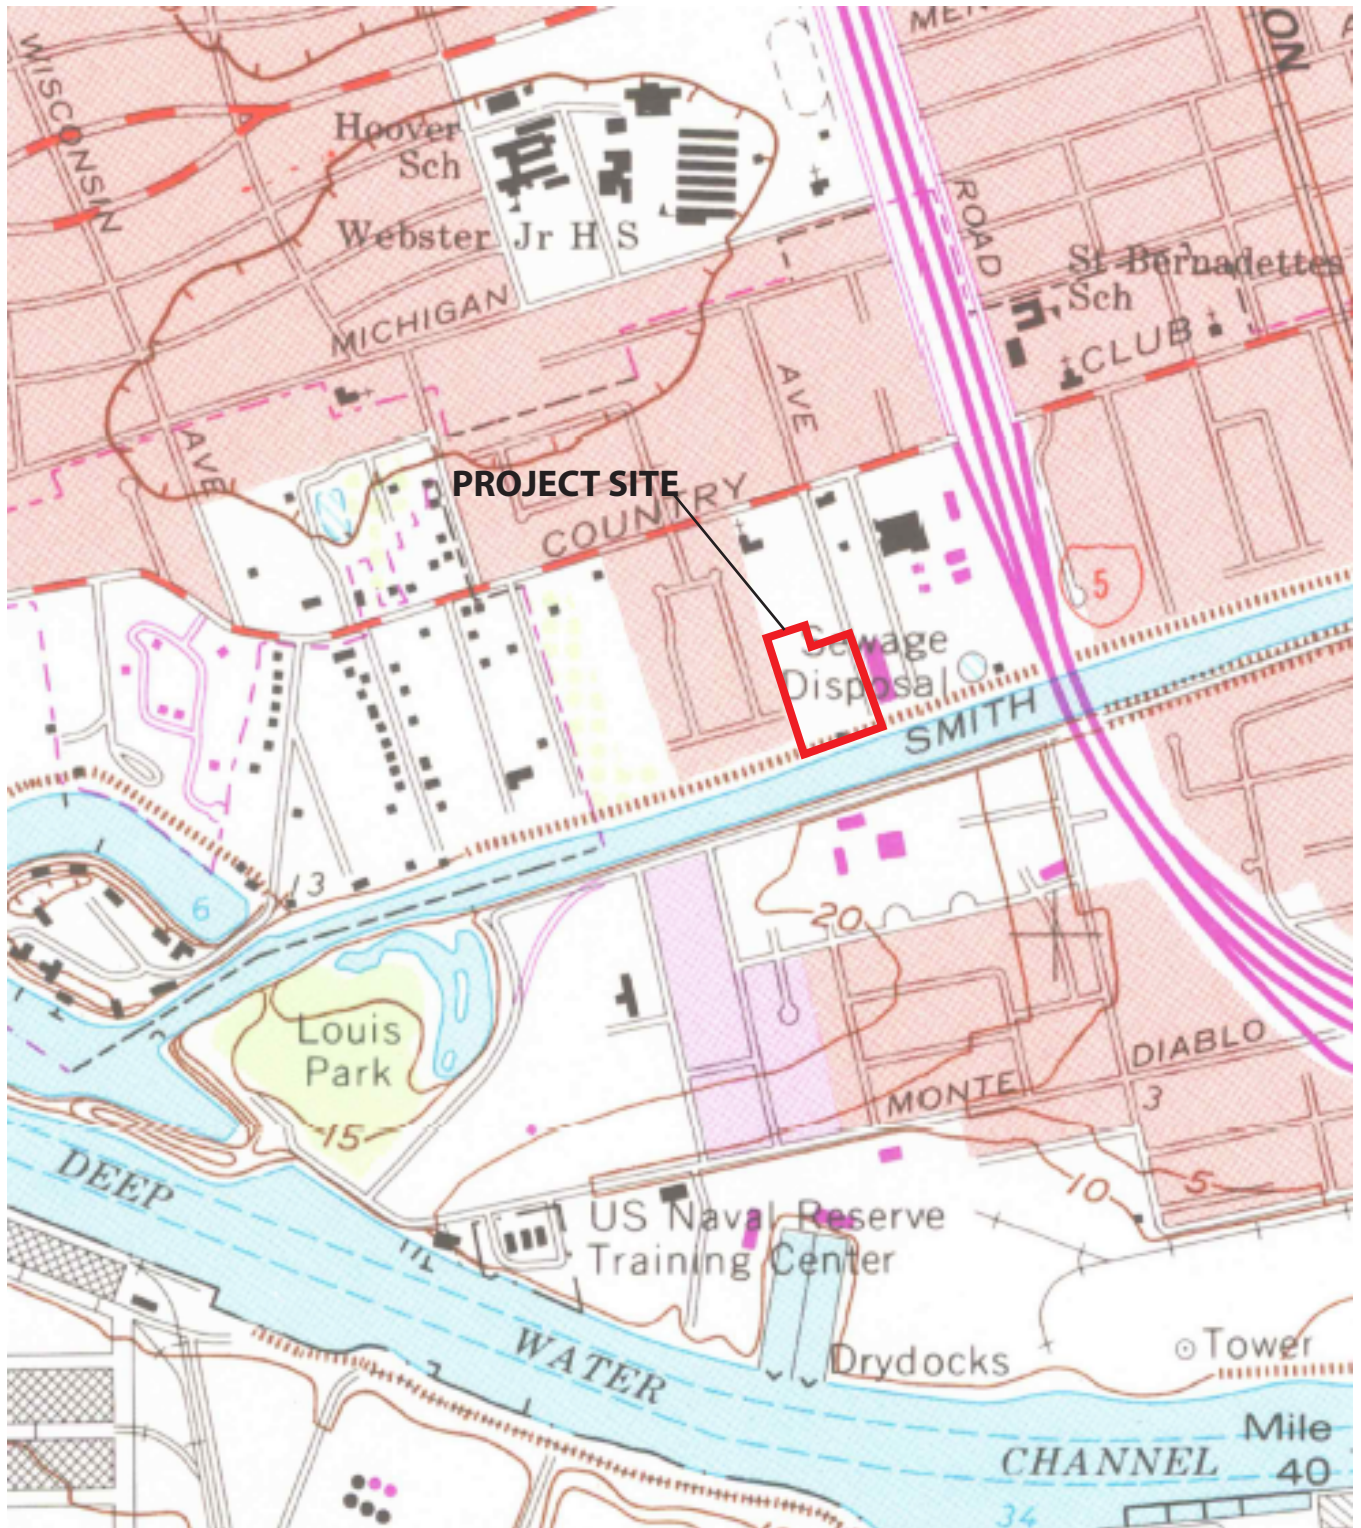 MEN
ON
WISCONSIN
Hoover
Sch
Webster Jr H S
ROAD
St Bernadettes
Sch
MICHIGAN
CLUB
AVE
AVE
PROJECT SITE
COUNTRY
5
Sewage
Disposal
SMITH
13
6
20
Louis
Park
DIABLO
MONTE
3
15
DEEP
10
5
US Naval Reserve
Training Center
WATER
Drydocks
Tower
Mile
40
CHANNEL
34